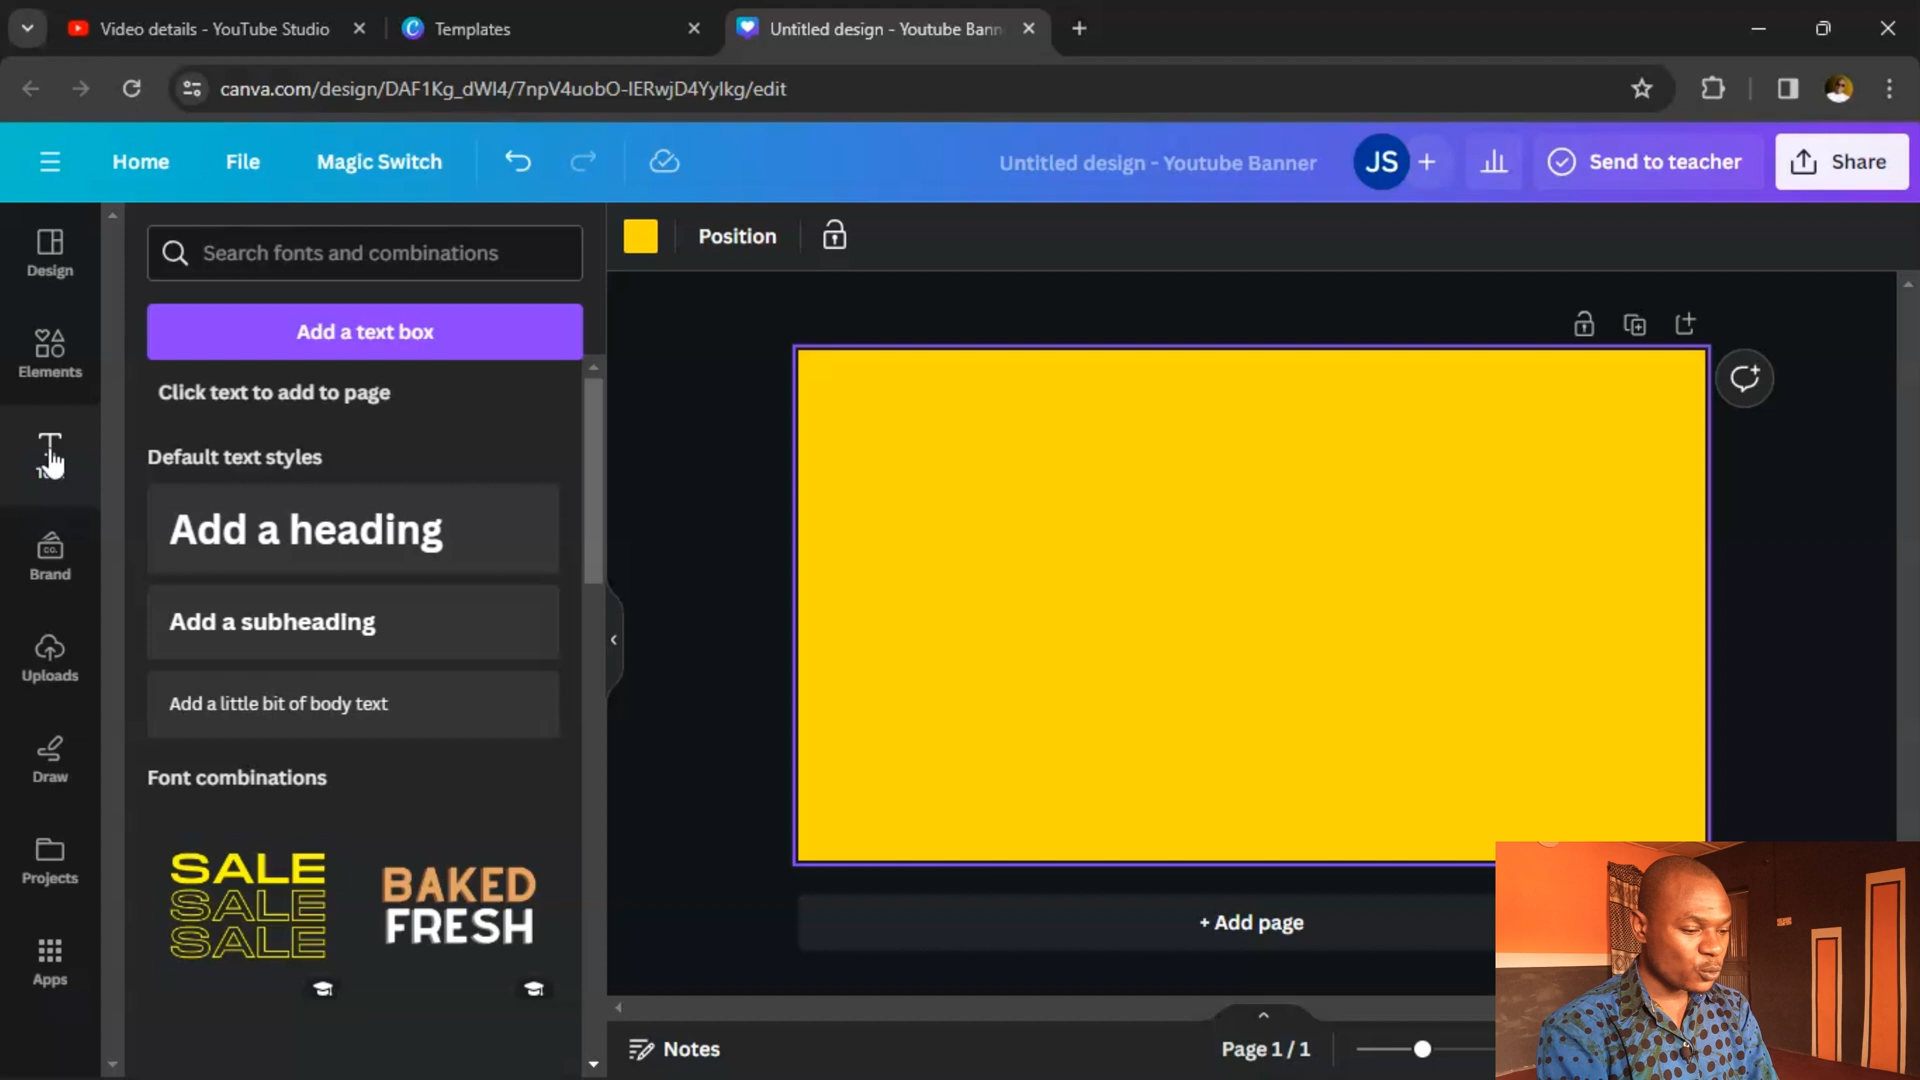 Video details - YouTube Studio
Templates
Untitled design - Youtube Bann
canva.com/design/DAF1Kg_dWI4/7npV4uobO-IERwjD4Yylkg/edit
Home
File
Magic Switch
Untitled design - Youtube Banner
JS
+
Send to teacher
Share
Design
Elements
Brand
Uploads
Draw
Projects
Apps
Search fonts and combinations
Add a text box
Click text to add to page
Default text styles
Add a heading
Add a subheading
Add a little bit of body text
Font combinations
SALE
SALE
SALE
BAKED
FRESH
Position
+ Add page
Notes
Page 1 / 1